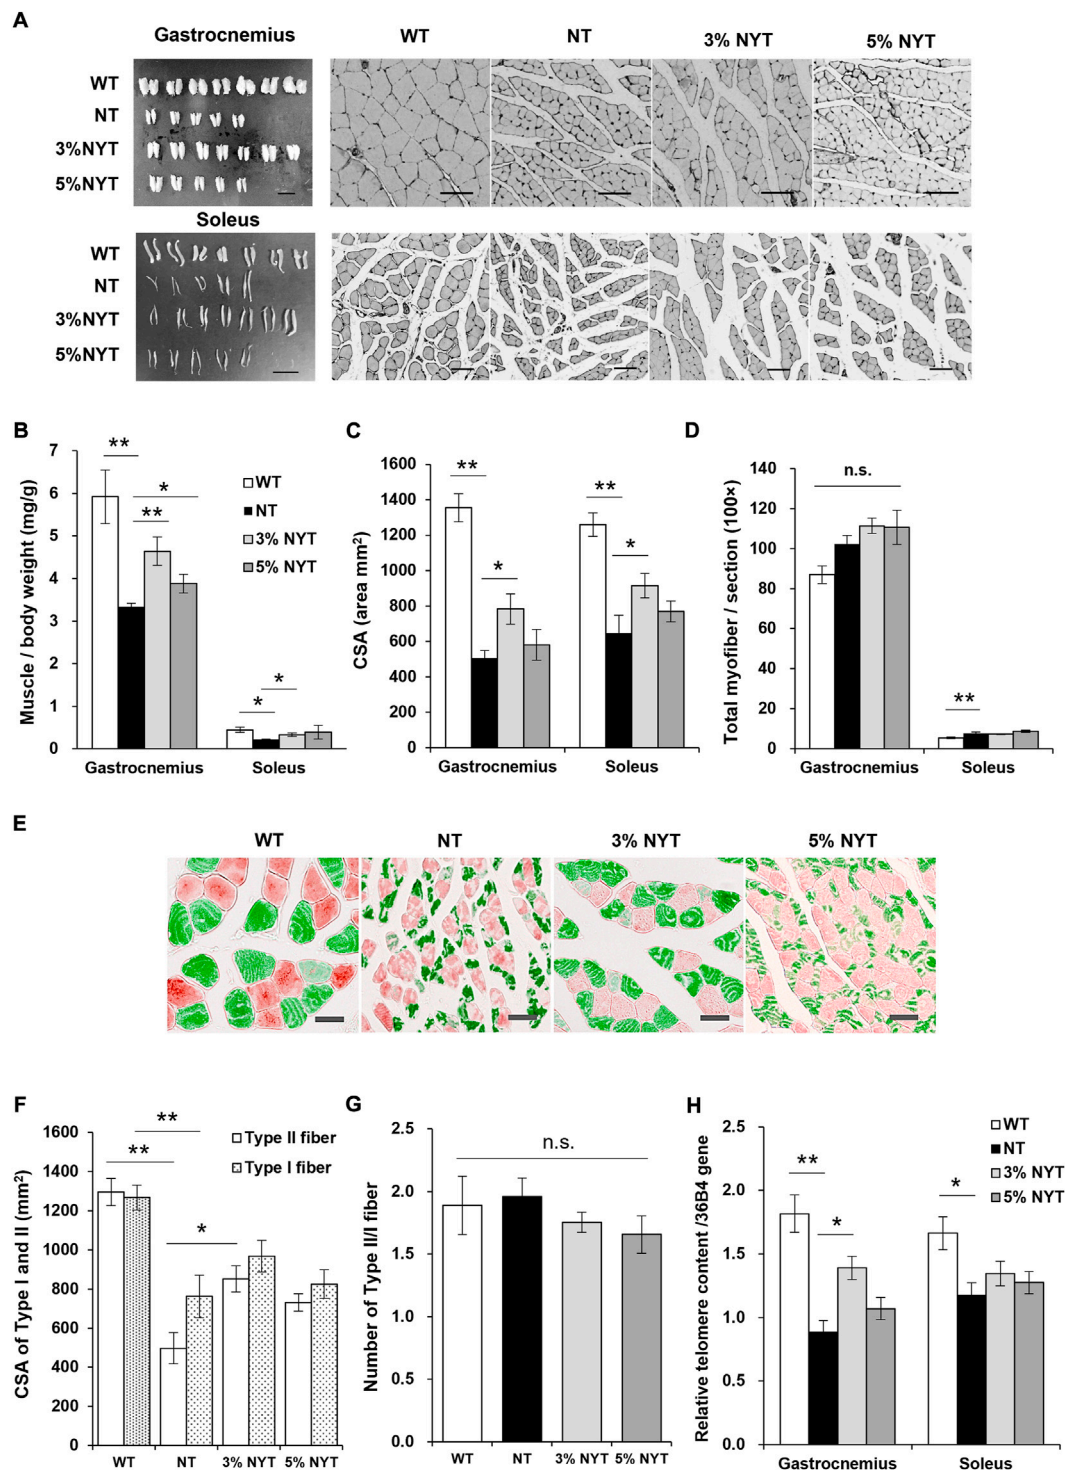 A
Gastrocnemius
WT
NT
3% NYT
5% NYT
WT
NT
3%NYT
5%NYT
Soleus
WT
NT
3%NYT
5%NYT
B
Muscle / body weight (mg/g)
7
6
5
4
3
2
1
0
**
*
**
*
*
WT
NT
3% NYT
5% NYT
Gastrocnemius
Soleus
C
CSA (area mm²)
1600
1400
1200
1000
800
600
400
200
0
**
*
**
*
Gastrocnemius
Soleus
D
Total myofiber / section (100×)
140
120
100
80
60
40
20
0
n.s.
**
Gastrocnemius
Soleus
E
WT
NT
3% NYT
5% NYT
F
CSA of Type I and II (mm²)
1600
1400
1200
1000
800
600
400
200
0
**
**
*
Type II fiber
Type I fiber
WT
NT
3% NYT
5% NYT
G
Number of Type II/I fiber
2.5
2.0
1.5
1.0
0.5
0.0
n.s.
WT
NT
3% NYT
5% NYT
H
Relative telomere content /36B4 gene
2.5
2.0
1.5
1.0
0.5
0.0
**
*
*
WT
NT
3% NYT
5% NYT
Gastrocnemius
Soleus